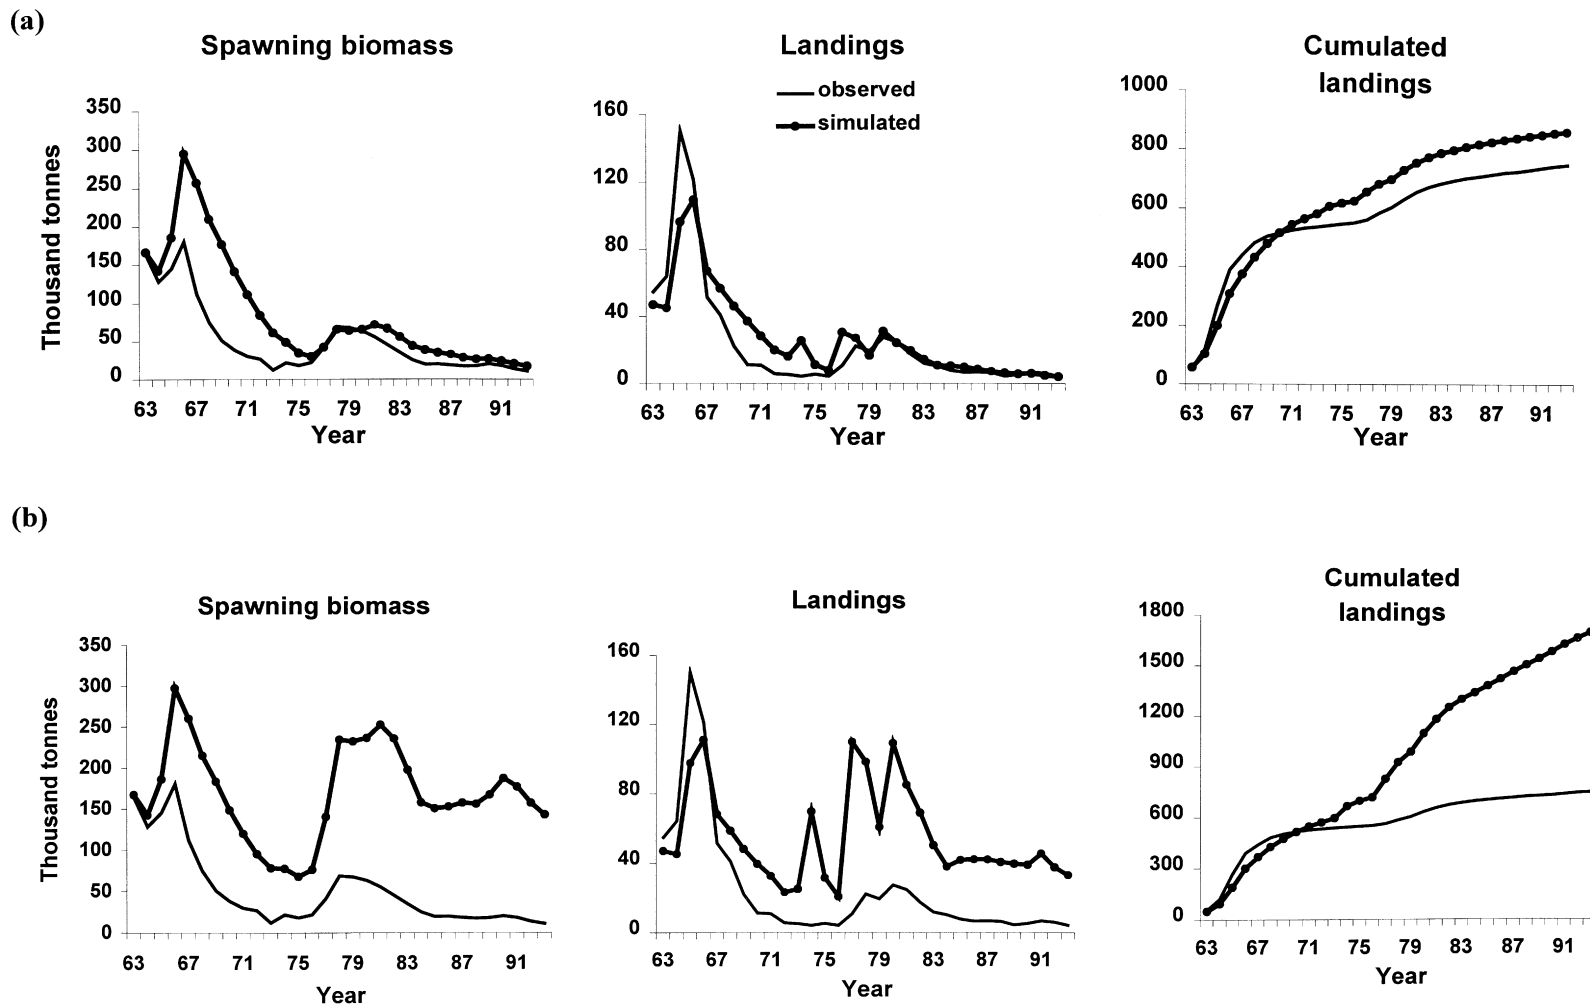 (a)
Spawning biomass
Landings
Cumulated
landings
observed
simulated
Thousand tonnes
350
300
250
200
150
100
50
0
63 67 71 75 79 83 87 91
Year
160
120
80
40
0
63 67 71 75 79 83 87 91
Year
1000
800
600
400
200
0
63 67 71 75 79 83 87 91
Year
(b)
Spawning biomass
Landings
Cumulated
landings
Thousand tonnes
350
300
250
200
150
100
50
0
63 67 71 75 79 83 87 91
Year
160
120
80
40
0
63 67 71 75 79 83 87 91
Year
1800
1500
1200
900
600
300
0
63 67 71 75 79 83 87 91
Year